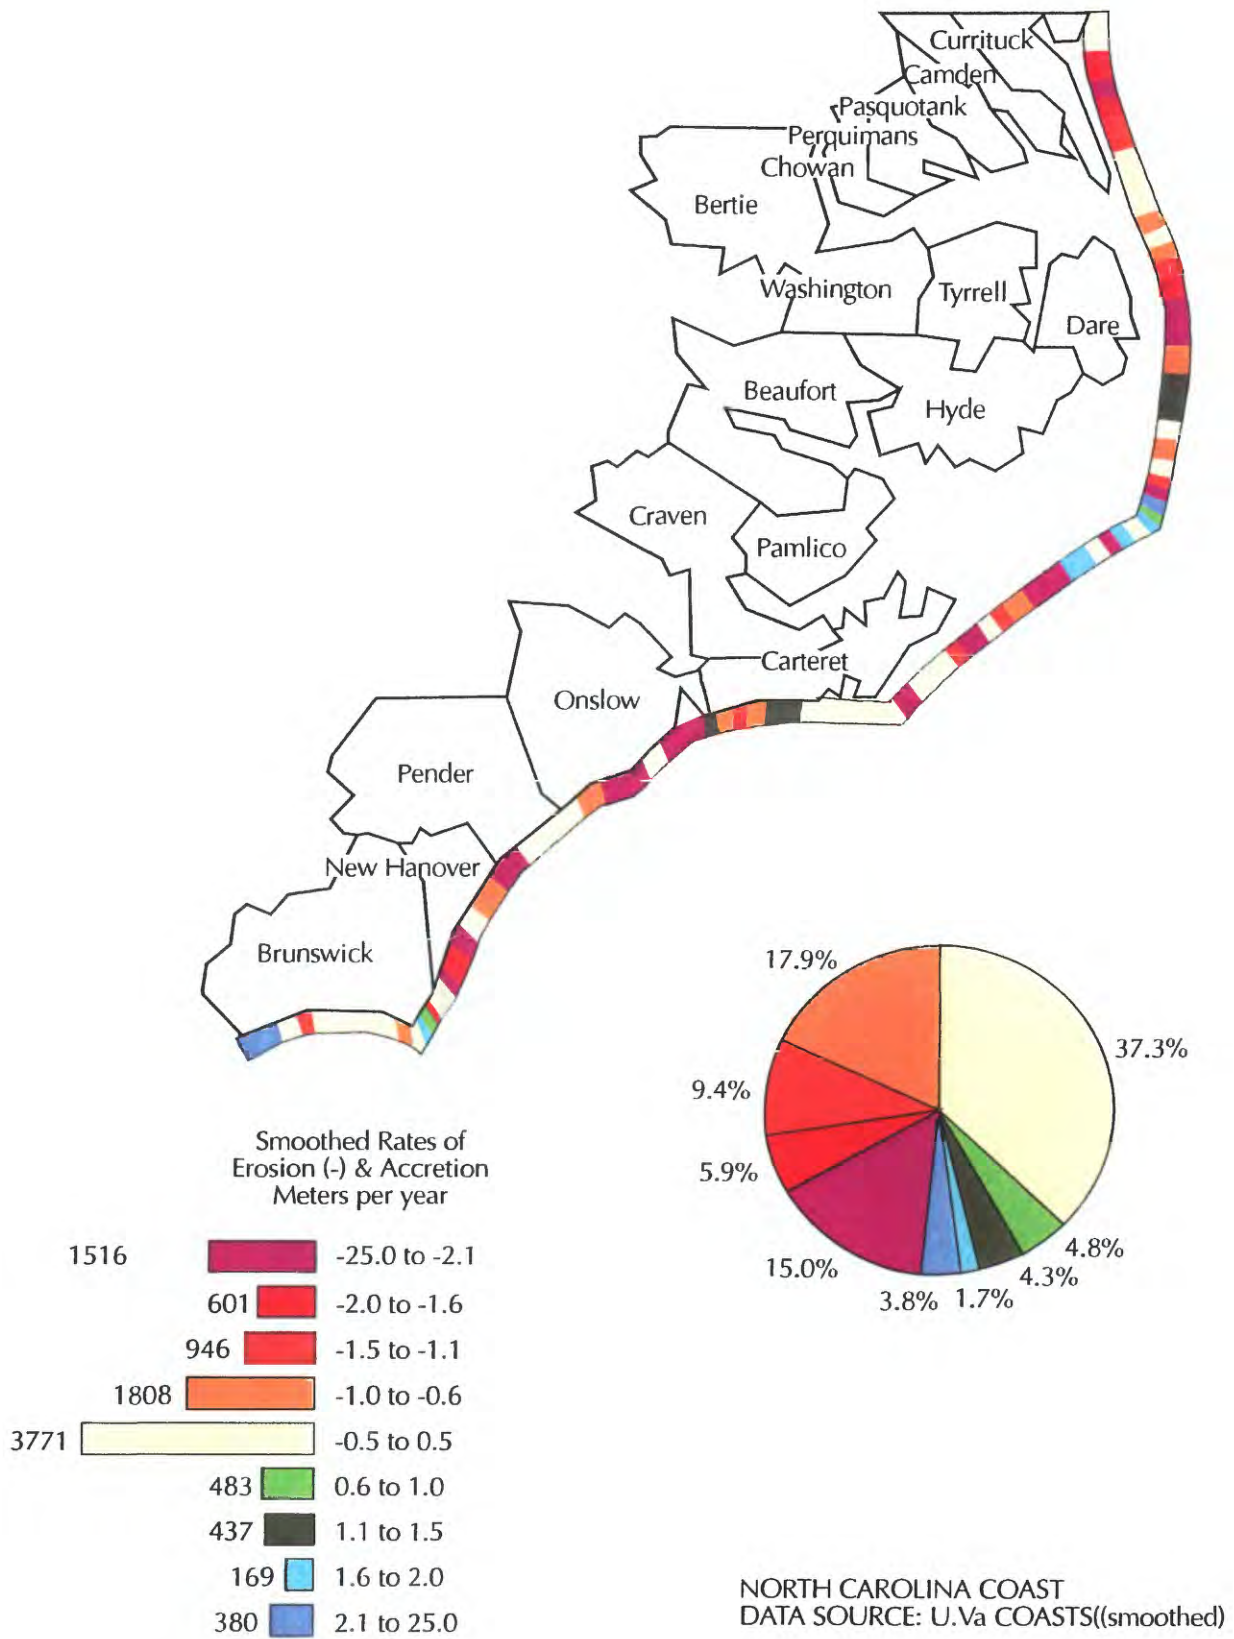 Currituck
Camden
Pasquotank
Perquimans
Chowan
Bertie
Washington
Tyrrell
Dare
Beaufort
Hyde
Craven
Pamlico
Carteret
Onslow
Pender
New Hanover
Brunswick
17.9%
37.3%
9.4%
5.9%
15.0%
3.8%
1.7%
4.3%
4.8%
Smoothed Rates of
Erosion (-) & Accretion
Meters per year
1516 -25.0 to -2.1
601 -2.0 to -1.6
946 -1.5 to -1.1
1808 -1.0 to -0.6
3771 -0.5 to 0.5
483 0.6 to 1.0
437 1.1 to 1.5
169 1.6 to 2.0
380 2.1 to 25.0
NORTH CAROLINA COAST
DATA SOURCE: U.Va COASTS((smoothed)